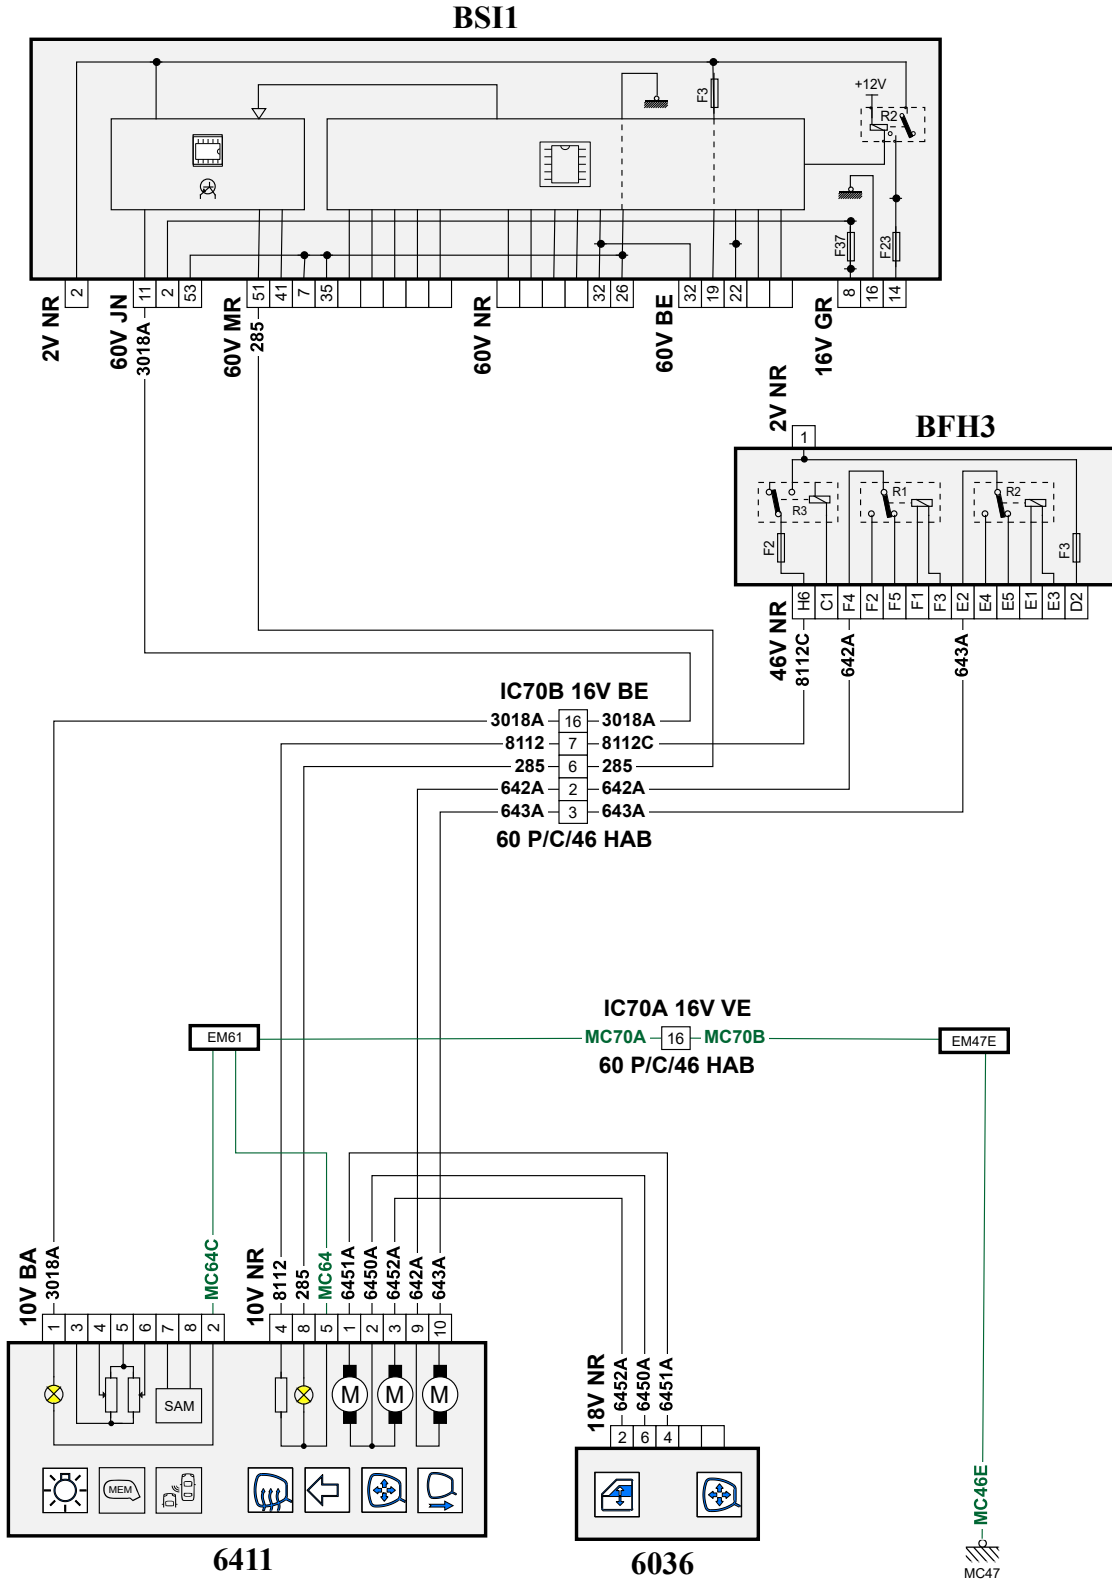 BSI1
F3
+12V
R2
F37
F23
2V NR
2
60V JN
11
2
53
3018A
60V MR
51
41
7
35
285
60V NR
32
26
60V BE
32
19
22
16V GR
8
16
14
2V NR
1
BFH3
R3
R1
R2
F2
F3
46V NR
H6
C1
F4
F2
F5
F1
F3
E2
E4
E5
E1
E3
D2
8112C
642A
643A
IC70B 16V BE
3018A 16 3018A
8112 7 8112C
285 6 285
642A 2 642A
643A 3 643A
60 P/C/46 HAB
IC70A 16V VE
EM61
MC70A 16 MC70B
EM47E
60 P/C/46 HAB
10V BA
3018A
MC64C
10V NR
8112
285
MC64
6451A
6450A
6452A
642A
643A
1
3
4
5
6
7
8
2
4
8
5
1
2
3
9
10
SAM
M
M
M
MEM
6411
18V NR
6452A
6450A
6451A
2
6
4
6036
MC46E
MC47